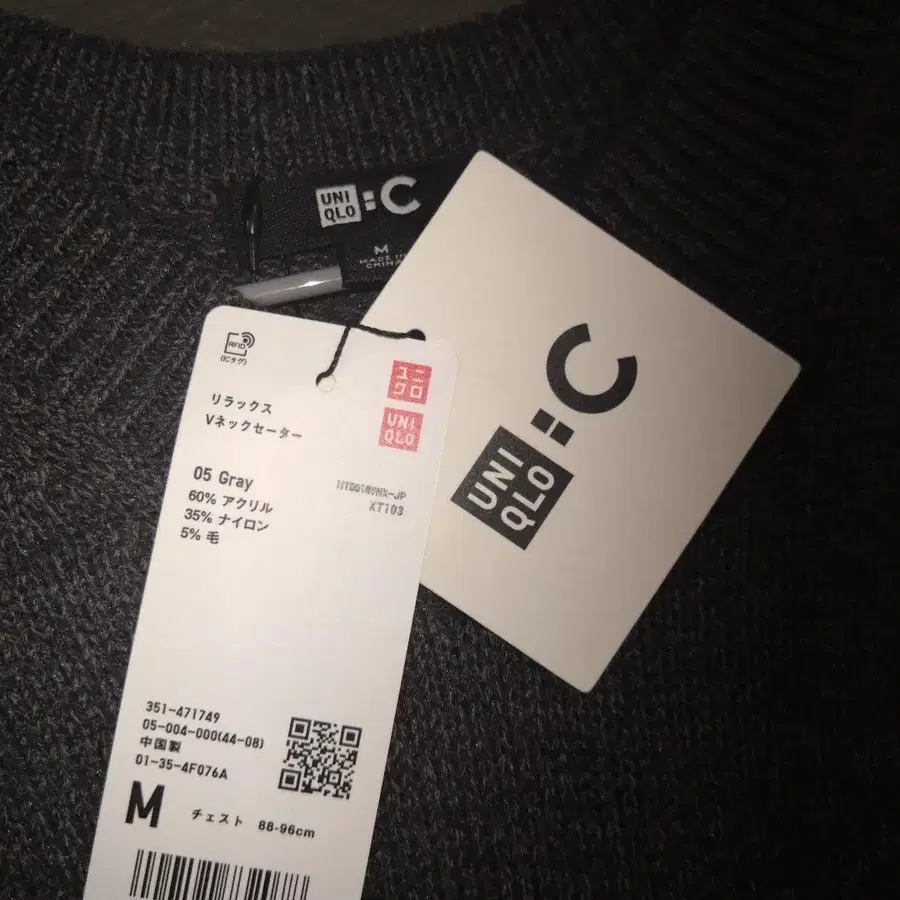 UNI
QLO
: C
M
MADE IN
CHINA
UNI
QLO
: C
RFID
(ICタグ)
ユニ
クロ
UNI
QLO
リラックス
Vネックセーター
05 Gray
60% アクリル
35% ナイロン
5% 毛
XT103
351-471749
05-004-000(44-08)
中国製
01-35-4F076A
M
チェスト 88-96cm